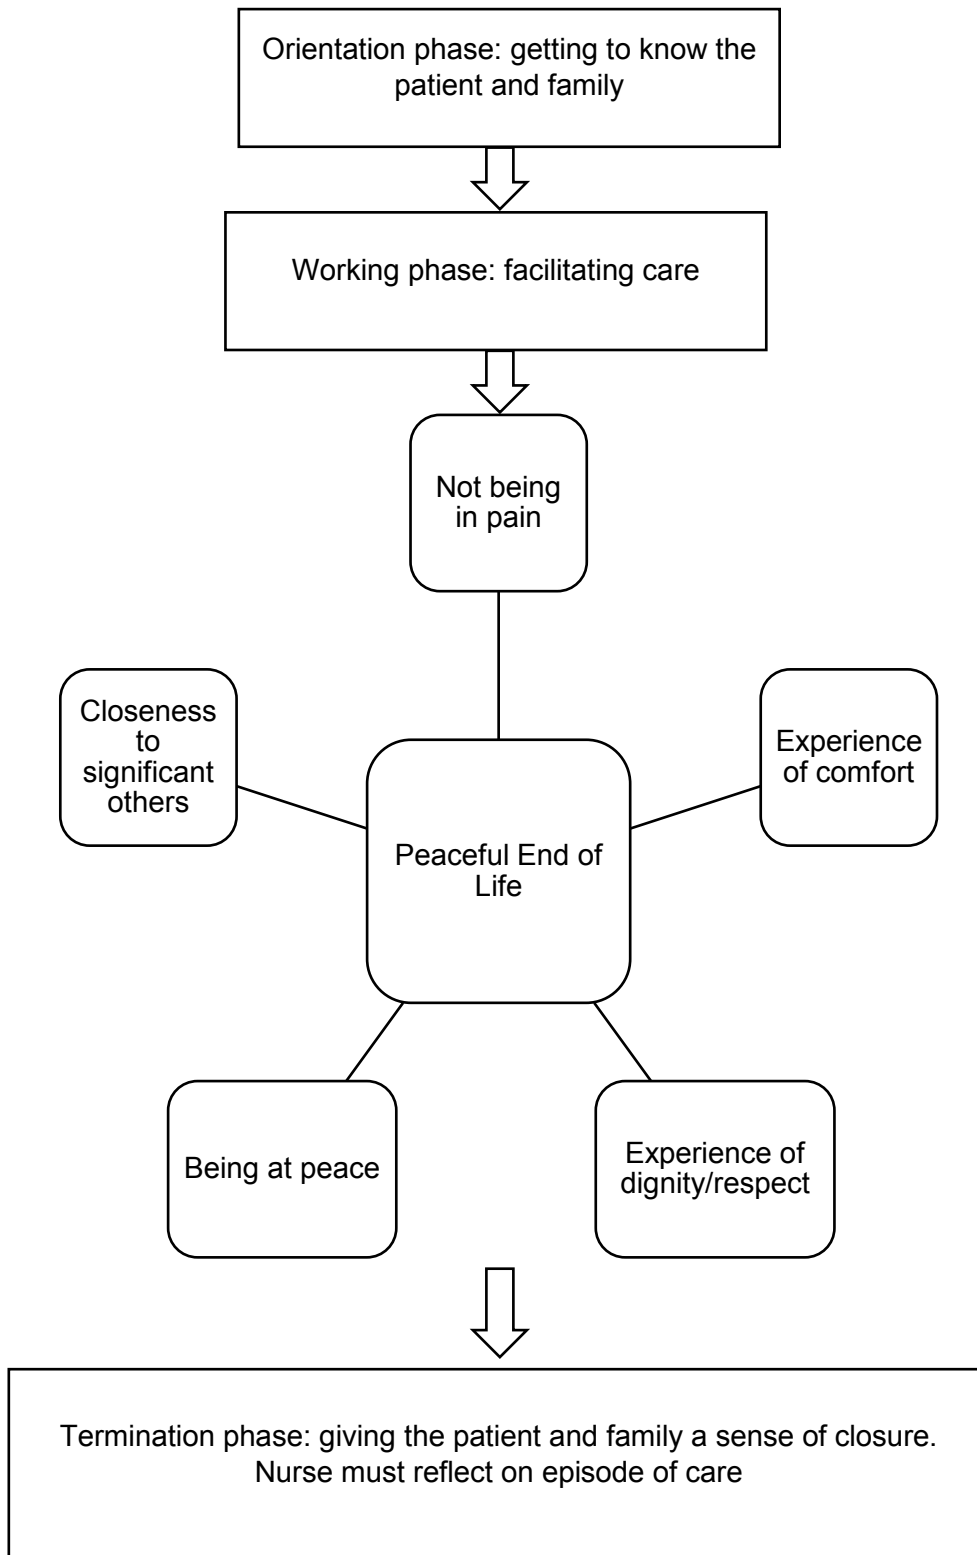 Orientation phase: getting to know the
patient and family
Working phase: facilitating care
Not being
in pain
Closeness
to
significant
others
Experience
of comfort
Peaceful End of
Life
Being at peace
Experience of
dignity/respect
Termination phase: giving the patient and family a sense of closure.
Nurse must reflect on episode of care